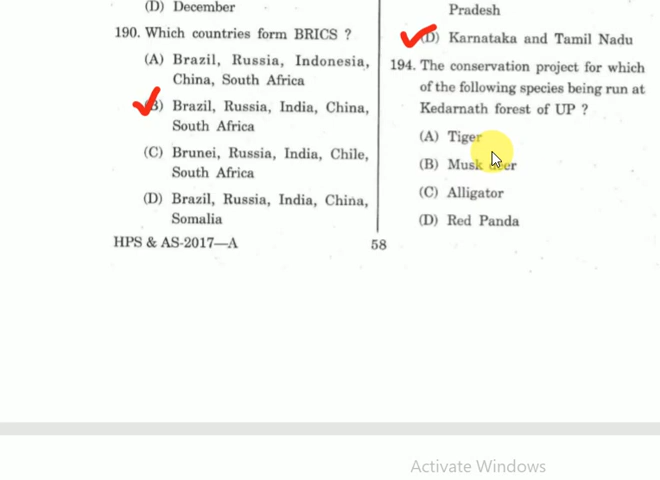 (D) December
190. Which countries form BRICS ?
(A) Brazil, Russia, Indonesia,
China, South Africa
B) Brazil, Russia, India, China,
South Africa
(C) Brunei, Russia, India, Chile,
South Africa
(D) Brazil, Russia, India, China,
Somalia
HPS & AS-2017—A
58
Pradesh
(D) Karnataka and Tamil Nadu
194. The conservation project for which
of the following species being run at
Kedarnath forest of UP ?
(A) Tiger
(B) Musk deer
(C) Alligator
(D) Red Panda
Activate Windows